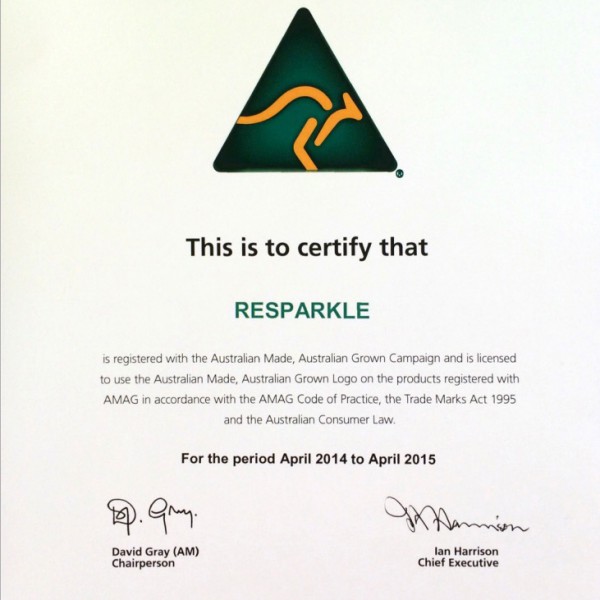 ®
This is to certify that
RESPARKLE
is registered with the Australian Made, Australian Grown Campaign and is licensed
to use the Australian Made, Australian Grown Logo on the products registered with
AMAG in accordance with the AMAG Code of Practice, the Trade Marks Act 1995
and the Australian Consumer Law.
For the period April 2014 to April 2015
D. Gray.
Harrison
David Gray (AM)
Chairperson
Ian Harrison
Chief Executive